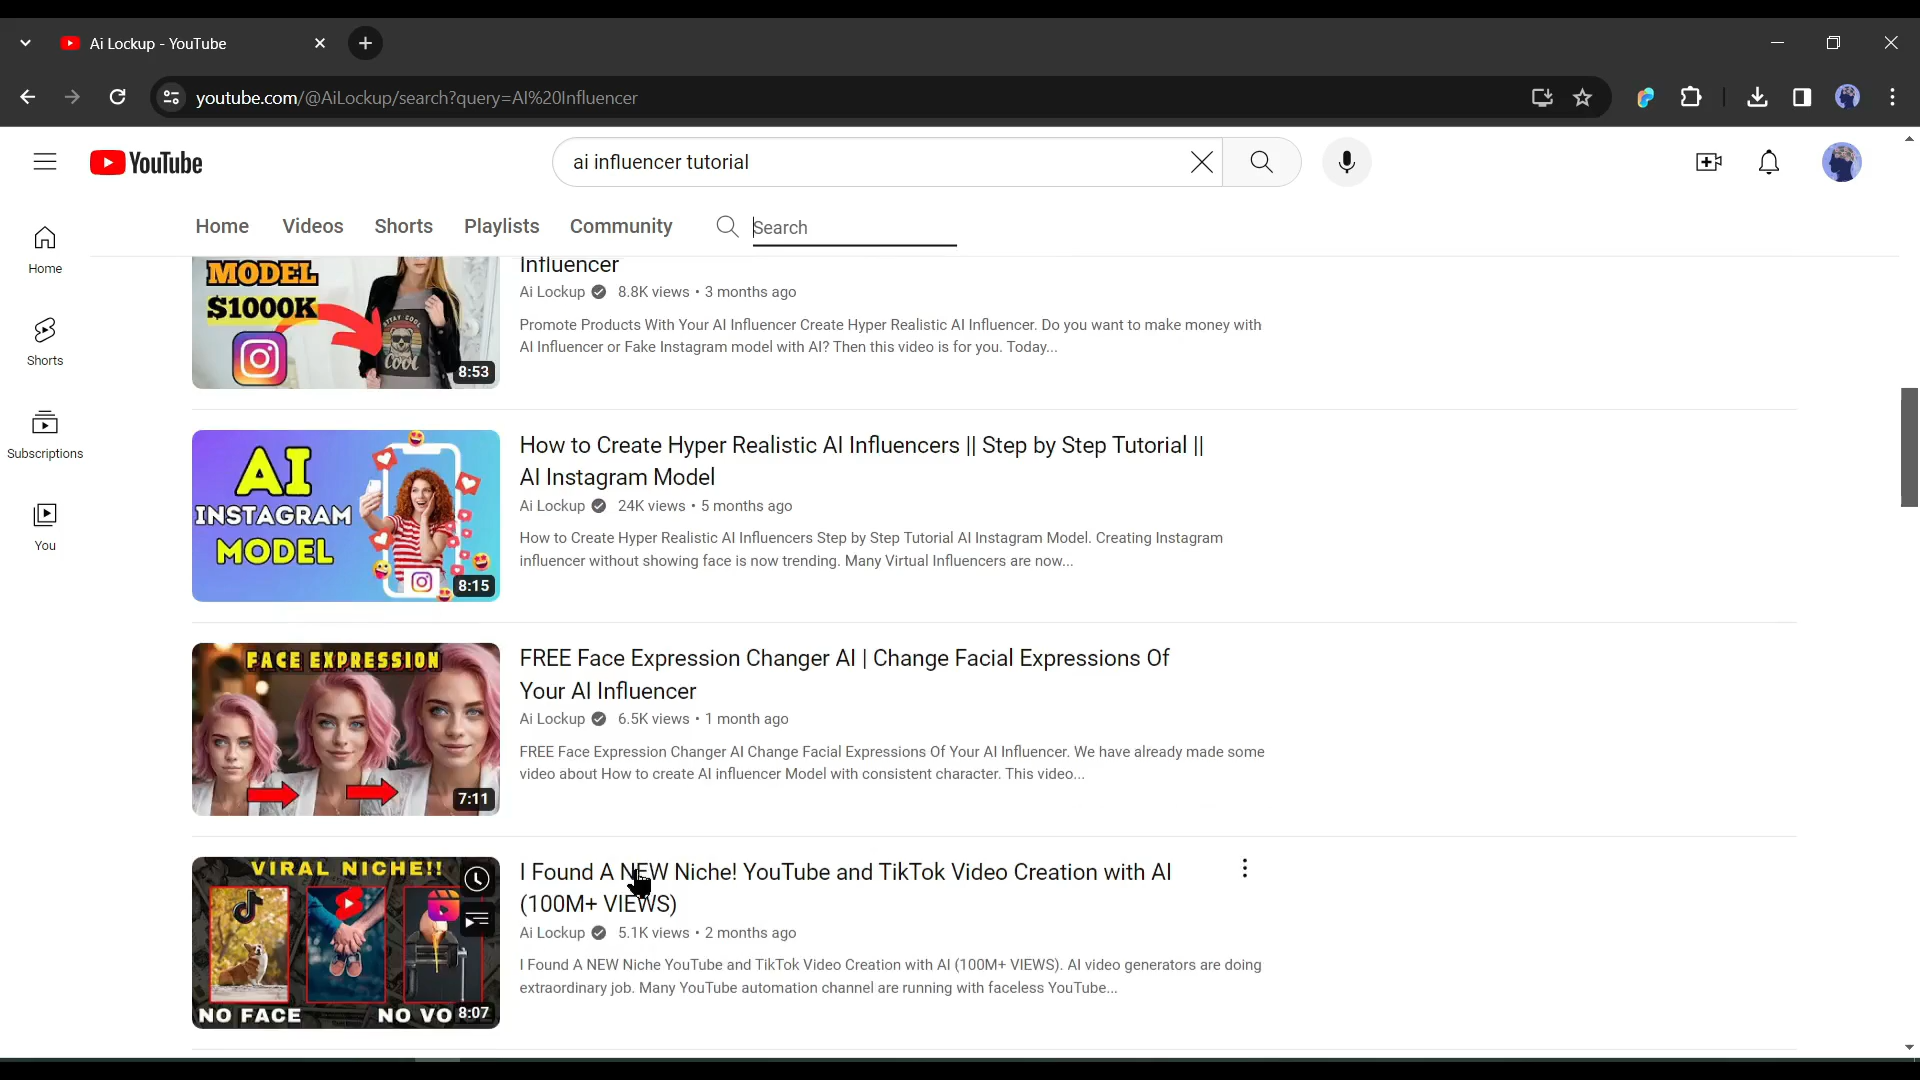 Ai Lockup - YouTube
youtube.com/@AiLockup/search?query=AI%20Influencer
YouTube
ai influencer tutorial
Home Videos Shorts Playlists Community Search
Home
Shorts
Subscriptions
You
MODEL
$1000K
STAY COOL
COOL
8:53
Influencer
Ai Lockup 8.8K views • 3 months ago
Promote Products With Your AI Influencer Create Hyper Realistic AI Influencer. Do you want to make money with
AI Influencer or Fake Instagram model with AI? Then this video is for you. Today...
AI
INSTAGRAM
MODEL
8:15
How to Create Hyper Realistic AI Influencers || Step by Step Tutorial ||
AI Instagram Model
Ai Lockup 24K views • 5 months ago
How to Create Hyper Realistic AI Influencers Step by Step Tutorial AI Instagram Model. Creating Instagram
influencer without showing face is now trending. Many Virtual Influencers are now...
FACE EXPRESSION
7:11
FREE Face Expression Changer AI | Change Facial Expressions Of
Your AI Influencer
Ai Lockup 6.5K views • 1 month ago
FREE Face Expression Changer AI Change Facial Expressions Of Your AI Influencer. We have already made some
video about How to create AI influencer Model with consistent character. This video...
VIRAL NICHE!!
NO FACE NO VO
8:07
I Found A NEW Niche! YouTube and TikTok Video Creation with AI
(100M+ VIEWS)
Ai Lockup 5.1K views • 2 months ago
I Found A NEW Niche YouTube and TikTok Video Creation with AI (100M+ VIEWS). AI video generators are doing
extraordinary job. Many YouTube automation channel are running with faceless YouTube...